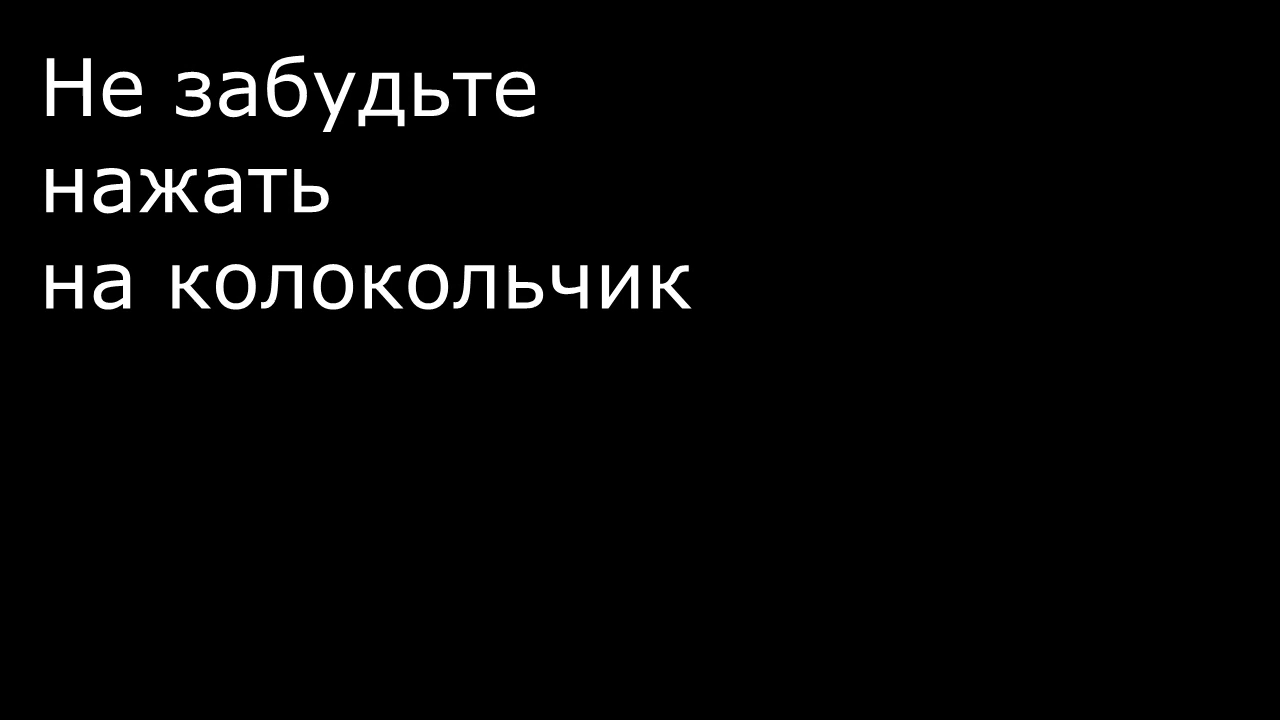 Не забудьте
нажать
на колокольчик